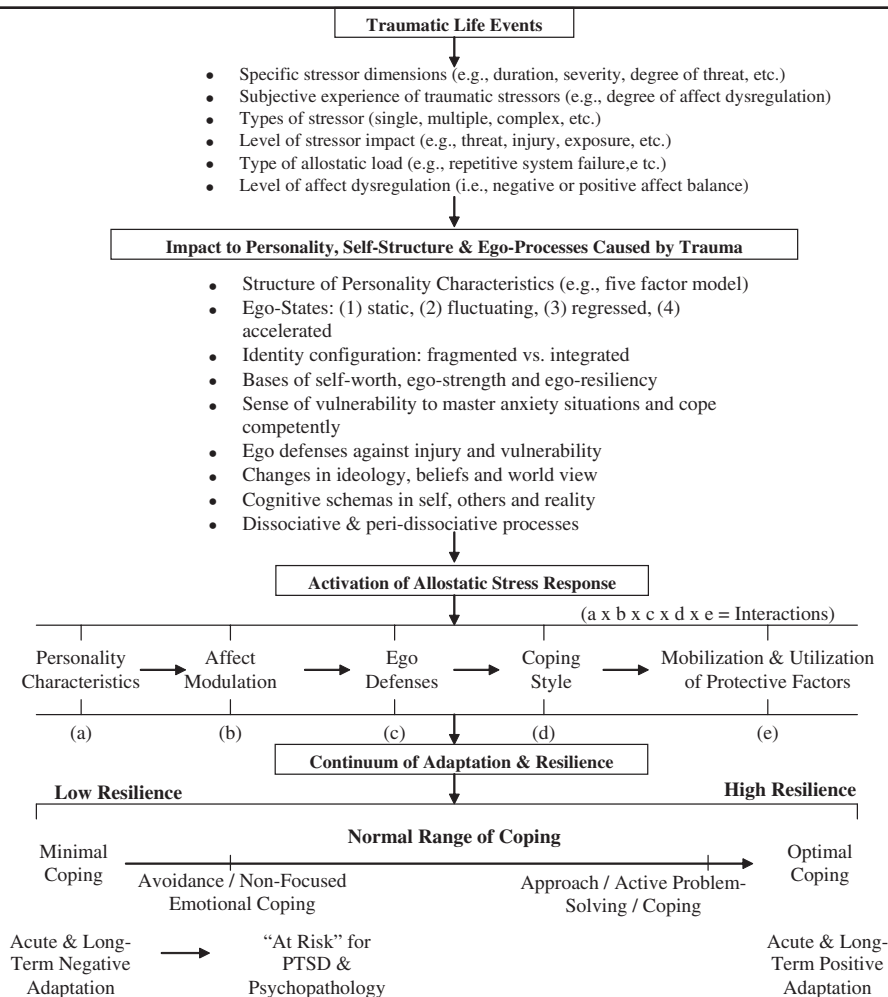 Traumatic Life Events
• Specific stressor dimensions (e.g., duration, severity, degree of threat, etc.)
• Subjective experience of traumatic stressors (e.g., degree of affect dysregulation)
• Types of stressor (single, multiple, complex, etc.)
• Level of stressor impact (e.g., threat, injury, exposure, etc.)
• Type of allostatic load (e.g., repetitive system failure,e tc.)
• Level of affect dysregulation (i.e., negative or positive affect balance)
Impact to Personality, Self-Structure & Ego-Processes Caused by Trauma
• Structure of Personality Characteristics (e.g., five factor model)
• Ego-States: (1) static, (2) fluctuating, (3) regressed, (4)
accelerated
• Identity configuration: fragmented vs. integrated
• Bases of self-worth, ego-strength and ego-resiliency
• Sense of vulnerability to master anxiety situations and cope
competently
• Ego defenses against injury and vulnerability
• Changes in ideology, beliefs and world view
• Cognitive schemas in self, others and reality
• Dissociative & peri-dissociative processes
Activation of Allostatic Stress Response
(a x b x c x d x e = Interactions)
Personality
Characteristics
Affect
Modulation
Ego
Defenses
Coping
Style
Mobilization & Utilization
of Protective Factors
(a)
(b)
(c)
(d)
(e)
Continuum of Adaptation & Resilience
Low Resilience
High Resilience
Normal Range of Coping
Minimal
Coping
Optimal
Coping
Avoidance / Non-Focused
Emotional Coping
Approach / Active Problem-
Solving / Coping
Acute & Long-
Term Negative
Adaptation
“At Risk” for
PTSD &
Psychopathology
Acute & Long-
Term Positive
Adaptation